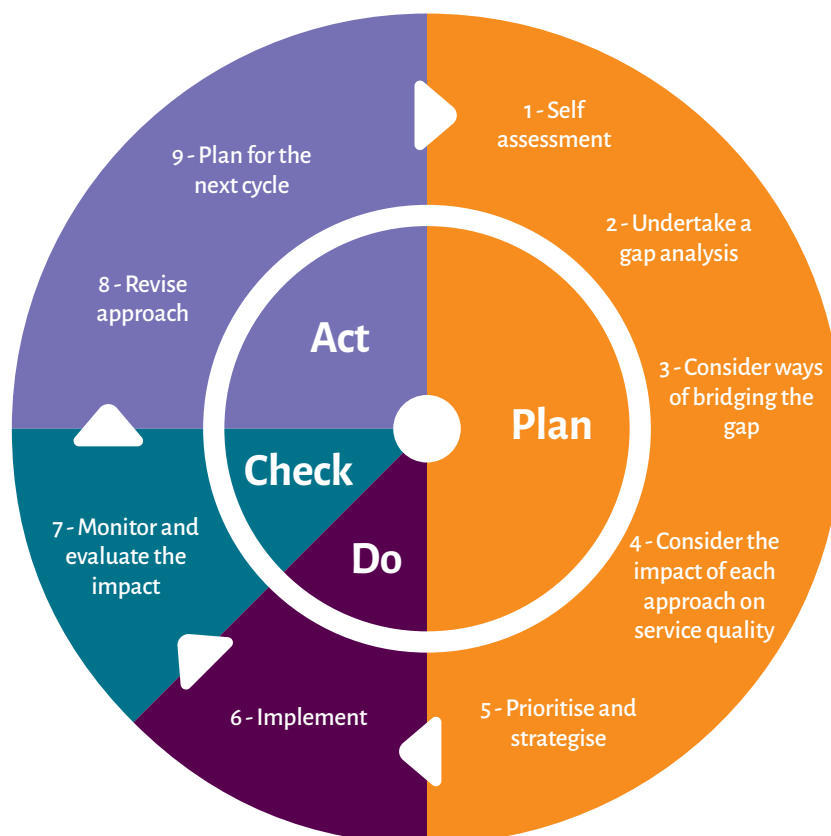 1 - Self
assessment
2 - Undertake a
gap analysis
3 - Consider ways
of bridging the
gap
4 - Consider the
impact of each
approach on
service quality
5 - Prioritise and
strategise
6 - Implement
7 - Monitor and
evaluate the
impact
8 - Revise
approach
9 - Plan for the
next cycle
Plan
Do
Check
Act